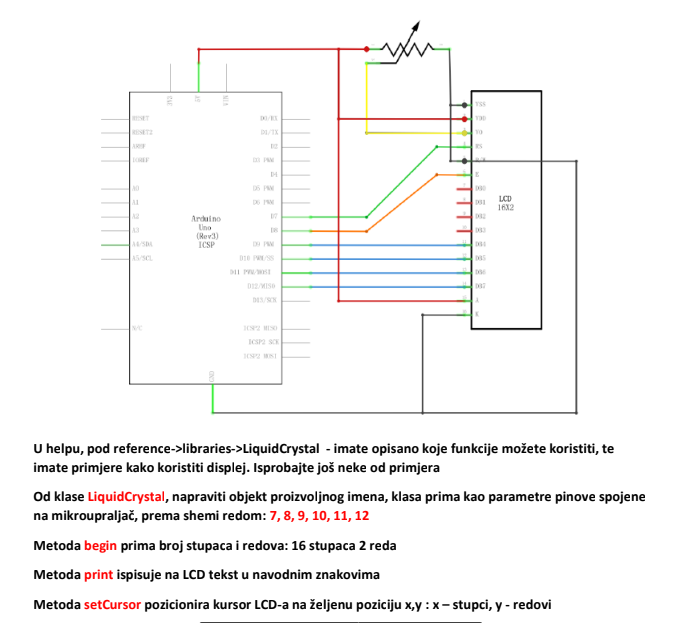 5V
VIN
RESET
RESET2
AREF
IOREF
A0
A1
A2
A3
A4/SDA
A5/SCL
N/C
GND
Arduino
Uno
(Rev3)
ICSP
D0/RX
D1/TX
D2
D3 PWM
D4
D5 PWM
D6 PWM
D7
D8
D9 PWM
D10 PWM/SS
D11 PWM/MOSI
D12/MISO
D13/SCK
ICSP2 MISO
ICSP2 SCK
ICSP2 MOSI
VSS
VDD
VO
RS
R/W
E
DB0
DB1
DB2
DB3
DB4
DB5
DB6
DB7
A
K
LCD
16X2
U helpu, pod reference->libraries->LiquidCrystal - imate opisano koje funkcije možete koristiti, te
imate primjere kako koristiti displej. Isprobajte još neke od primjera
Od klase LiquidCrystal, napraviti objekt proizvoljnog imena, klasa prima kao parametre pinove spojene
na mikroupraljač, prema shemi redom: 7, 8, 9, 10, 11, 12
Metoda begin prima broj stupaca i redova: 16 stupaca 2 reda
Metoda print ispisuje na LCD tekst u navodnim znakovima
Metoda setCursor pozicionira kursor LCD-a na željenu poziciju x,y : x – stupci, y - redovi